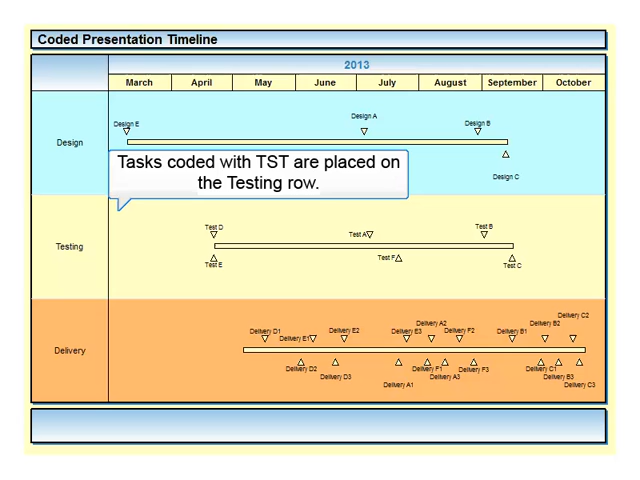 Coded Presentation Timeline
2013
March April May June July August September October
Design
Design E
Design A
Design B
Design C
Tasks coded with TST are placed on
the Testing row.
Testing
Test D
Test A
Test B
Test E
Test F
Test C
Delivery
Delivery C2
Delivery A2 Delivery B2
Delivery D1 Delivery E2 Delivery E3 Delivery F2 Delivery B1
Delivery E1
Delivery D2 Delivery F1 Delivery F3 Delivery C1
Delivery D3 Delivery A3 Delivery B3
Delivery A1 Delivery C3